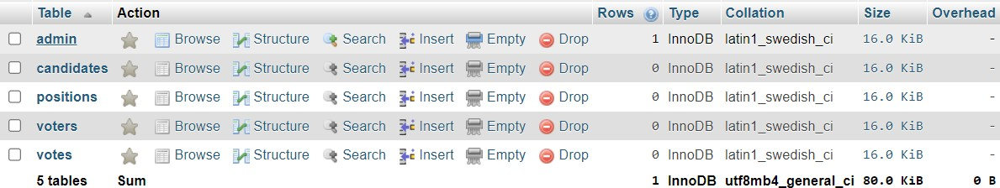 Table Action Rows Type Collation Size Overhead
admin Browse Structure Search Insert Empty Drop 1 InnoDB latin1_swedish_ci 16.0 KiB -
candidates Browse Structure Search Insert Empty Drop 0 InnoDB latin1_swedish_ci 16.0 KiB -
positions Browse Structure Search Insert Empty Drop 0 InnoDB latin1_swedish_ci 16.0 KiB -
voters Browse Structure Search Insert Empty Drop 0 InnoDB latin1_swedish_ci 16.0 KiB -
votes Browse Structure Search Insert Empty Drop 0 InnoDB latin1_swedish_ci 16.0 KiB -
5 tables Sum 1 InnoDB utf8mb4_general_ci 80.0 KiB 0 B